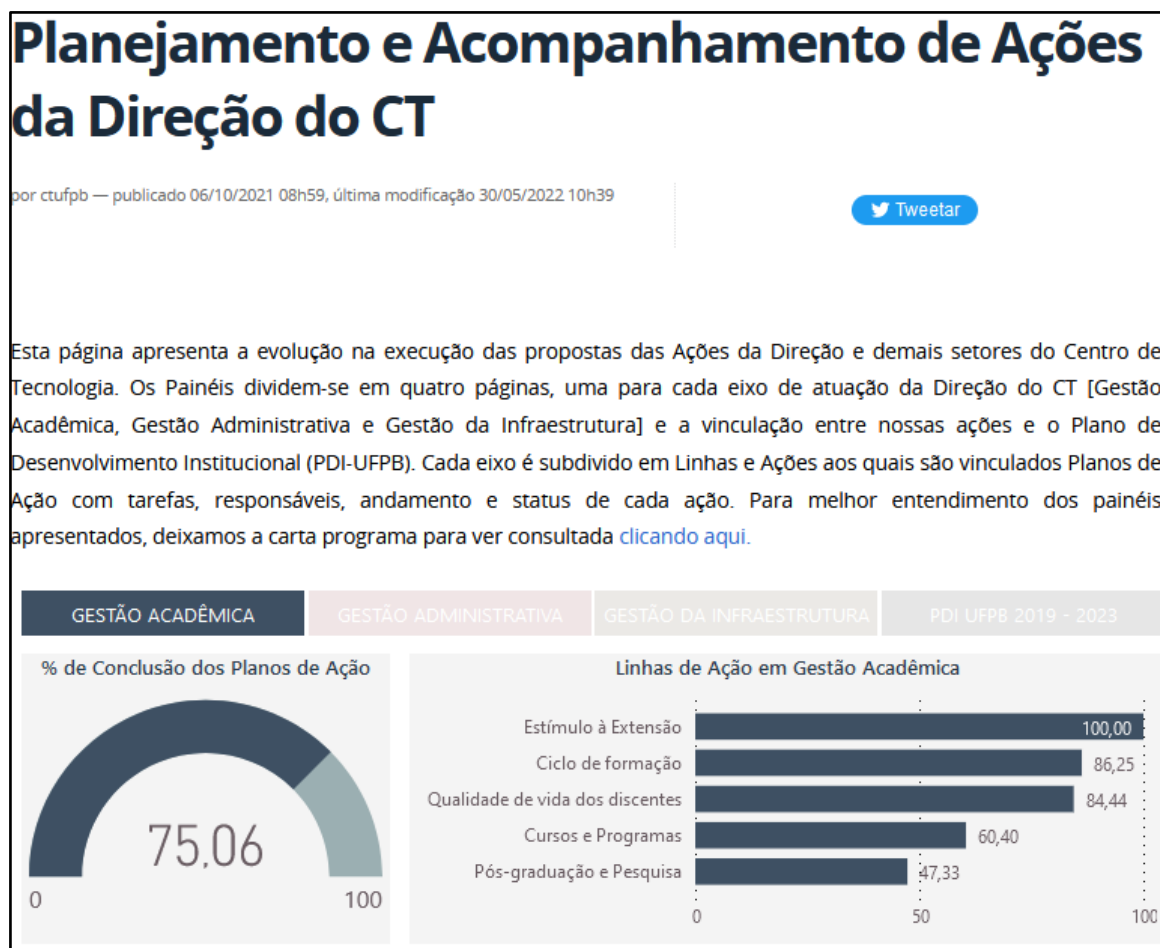 Planejamento e Acompanhamento de Ações
da Direção do CT
por ctufpb — publicado 06/10/2021 08h59, última modificação 30/05/2022 10h39
Tweetar
Esta página apresenta a evolução na execução das propostas das Ações da Direção e demais setores do Centro de
Tecnologia. Os Painéis dividem-se em quatro páginas, uma para cada eixo de atuação da Direção do CT [Gestão
Acadêmica, Gestão Administrativa e Gestão da Infraestrutura] e a vinculação entre nossas ações e o Plano de
Desenvolvimento Institucional (PDI-UFPB). Cada eixo é subdivido em Linhas e Ações aos quais são vinculados Planos de
Ação com tarefas, responsáveis, andamento e status de cada ação. Para melhor entendimento dos painéis
apresentados, deixamos a carta programa para ver consultada clicando aqui.
GESTÃO ACADÊMICA GESTÃO ADMINISTRATIVA GESTÃO DA INFRAESTRUTURA PDI UFPB 2019 - 2023
% de Conclusão dos Planos de Ação
75,06
0 100
Linhas de Ação em Gestão Acadêmica
Estímulo à Extensão 100,00
Ciclo de formação 86,25
Qualidade de vida dos discentes 84,44
Cursos e Programas 60,40
Pós-graduação e Pesquisa 47,33
0 50 100